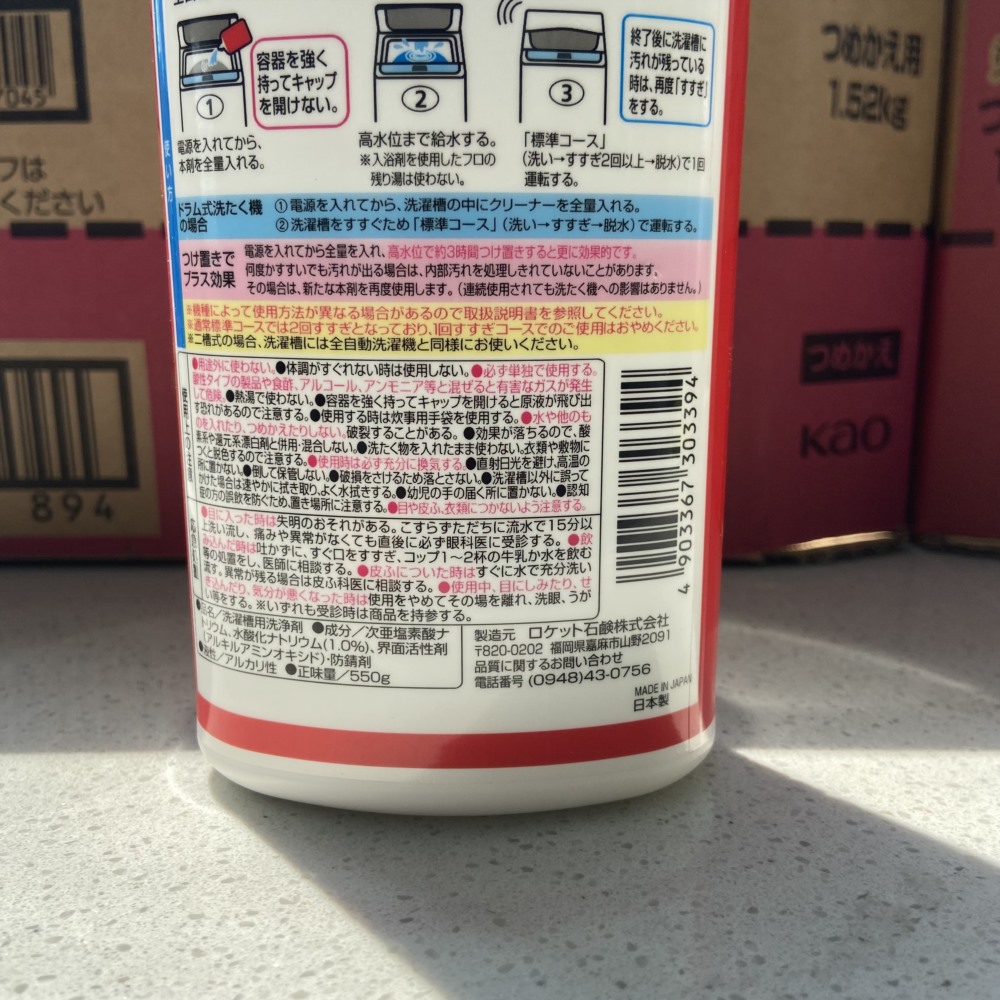 容器を強く
持ってキャップ
を開けない。
終了後に洗濯槽に
汚れが残っている
時は、再度「すすぎ」
をする。
①
②
③
電源を入れてから、
本剤を全量入れる。
高水位まで給水する。
※入浴剤を使用したフロの
残り湯は使わない。
「標準コース」
(洗い→すすぎ2回以上→脱水)で1回
運転する。
使い方
ドラム式洗たく機
の場合
①電源を入れてから、洗濯槽の中にクリーナーを全量入れる。
②洗濯槽をすすぐため「標準コース」(洗い→すすぎ→脱水)で運転する。
つけ置きで
プラス効果
電源を入れてから全量を入れ、高水位で約3時間つけ置きすると更に効果的です。
何度かすすいでも汚れが出る場合は、内部汚れを処理しきれていないことがあります。
その場合は、新たな本剤を再度使用します。(連続使用されても洗たく機への影響はありません。)
※機種によって使用方法が異なる場合があるので取扱説明書を参照してください。
※通常標準コースでは2回すすぎとなっており、1回すすぎコースでのご使用はおやめください。
※二槽式の場合、洗濯槽には全自動洗濯機と同様にお使いください。
●用途外に使わない。●体調がすぐれない時は使用しない。●必ず単独で使用する。
酸性タイプの製品や食酢、アルコール、アンモニア等と混ぜると有害なガスが発生
して危険。●熱湯で使わない。●容器を強く持ってキャップを開けると原液が飛び出
す恐れがあるので注意する。●使用する時は炊事用手袋を使用する。●水や他のも
のを入れたり、つめかえたりしない。破裂することがある。●効果が落ちるので、酸
素系や還元系漂白剤と併用・混合しない。●洗たく物を入れたまま使わない。衣類や敷物に
つくと脱色するので注意する。●使用時は必ず充分に換気する。●直射日光を避け、高温の
所に置かない。●倒して保管しない。●破損をさけるため落とさない。●洗濯槽以外に誤って
かけた場合は速やかに拭き取り、よく水拭きする。●幼児の手の届く所に置かない。●認知
症の方の誤飲を防ぐため、置き場所に注意する。●目や皮ふ、衣類につかないよう注意する。
●目に入った時は失明のおそれがある。こすらずただちに流水で15分以
上洗い流し、痛みや異常がなくても直後に必ず眼科医に受診する。●飲
み込んだ時は吐かずに、すぐ口をすすぎ、コップ1~2杯の牛乳か水を飲む
等の処置をし、医師に相談する。●皮ふについた時はすぐに水で充分洗い
流す。異常が残る場合は皮ふ科医に相談する。●使用中、目にしみたり、せ
き込んだり、気分が悪くなった時は使用をやめてその場を離れ、洗眼、うが
い等をする。※いずれも受診時は商品を持参する。
●品名/洗濯槽用洗浄剤 ●成分/次亜塩素酸ナ
トリウム、水酸化ナトリウム(1.0%)、界面活性剤
(アルキルアミンオキシド)・防錆剤
●液性/アルカリ性 ●正味量/550g
製造元 ロケット石鹸株式会社
〒820-0202 福岡県嘉麻市山野2091
品質に関するお問い合わせ
電話番号 (0948)43-0756
MADE IN JAPAN
日本製
4 903367 303394
つめかえ用
1.52kg
つめかえ
Kao
7045
フは
ください
894